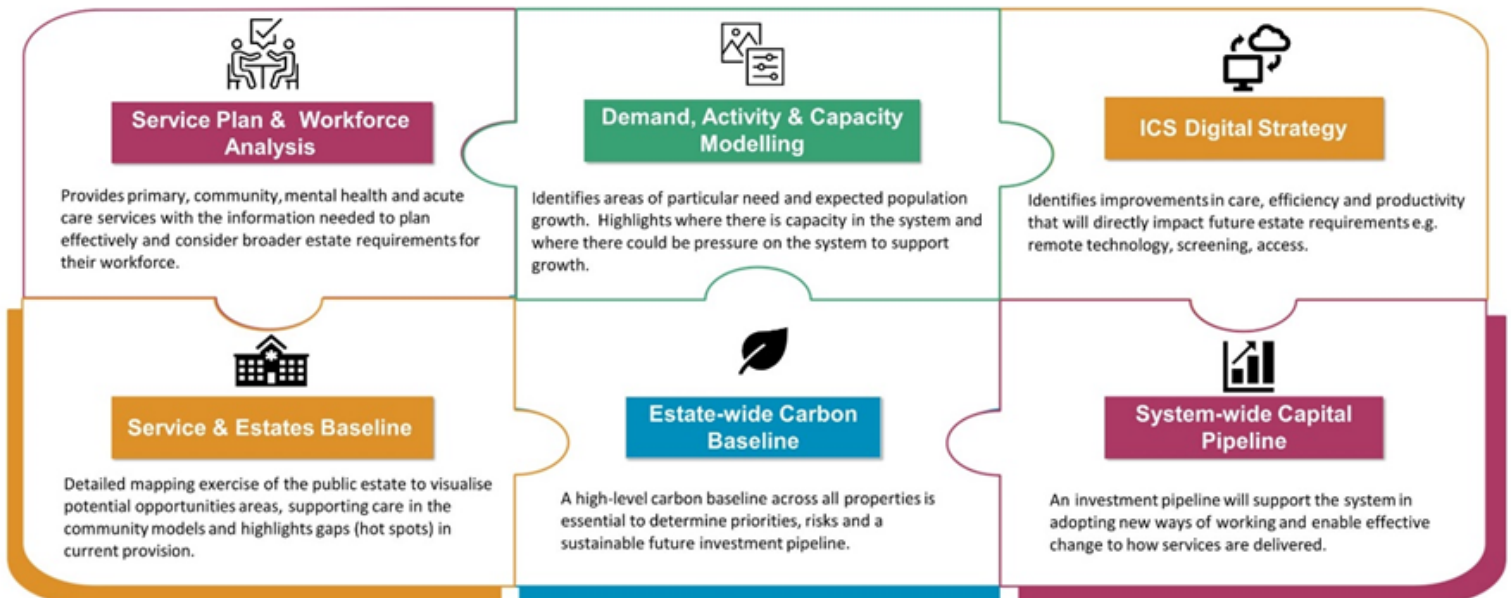 Service Plan & Workforce
Analysis
Provides primary, community, mental health and acute
care services with the information needed to plan
effectively and consider broader estate requirements for
their workforce.
Demand, Activity & Capacity
Modelling
Identifies areas of particular need and expected population
growth. Highlights where there is capacity in the system and
where there could be pressure on the system to support
growth.
ICS Digital Strategy
Identifies improvements in care, efficiency and productivity
that will directly impact future estate requirements e.g.
remote technology, screening, access.
Service & Estates Baseline
Detailed mapping exercise of the public estate to visualise
potential opportunities areas, supporting care in the
community models and highlights gaps (hot spots) in
current provision.
Estate-wide Carbon
Baseline
A high-level carbon baseline across all properties is
essential to determine priorities, risks and a
sustainable future investment pipeline.
System-wide Capital
Pipeline
An investment pipeline will support the system in
adopting new ways of working and enable effective
change to how services are delivered.